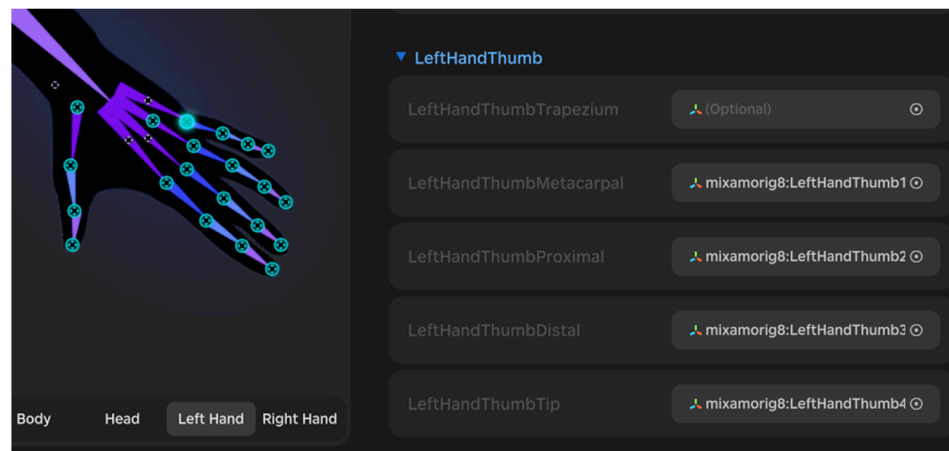 LeftHandThumb
LeftHandThumbTrapezium (Optional)
LeftHandThumbMetacarpal mixamorig8:LeftHandThumb1
LeftHandThumbProximal mixamorig8:LeftHandThumb2
LeftHandThumbDistal mixamorig8:LeftHandThumb3
LeftHandThumbTip mixamorig8:LeftHandThumb4
Body Head Left Hand Right Hand